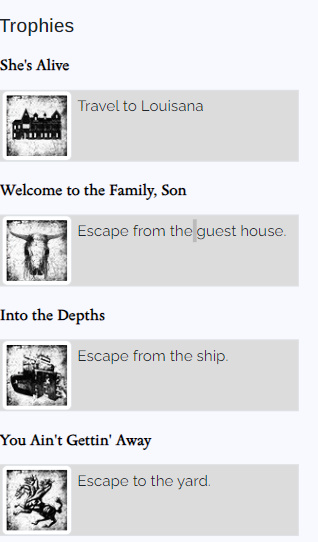 Trophies
She's Alive
Travel to Louisana
Welcome to the Family, Son
Escape from the guest house.
Into the Depths
Escape from the ship.
You Ain't Gettin' Away
Escape to the yard.